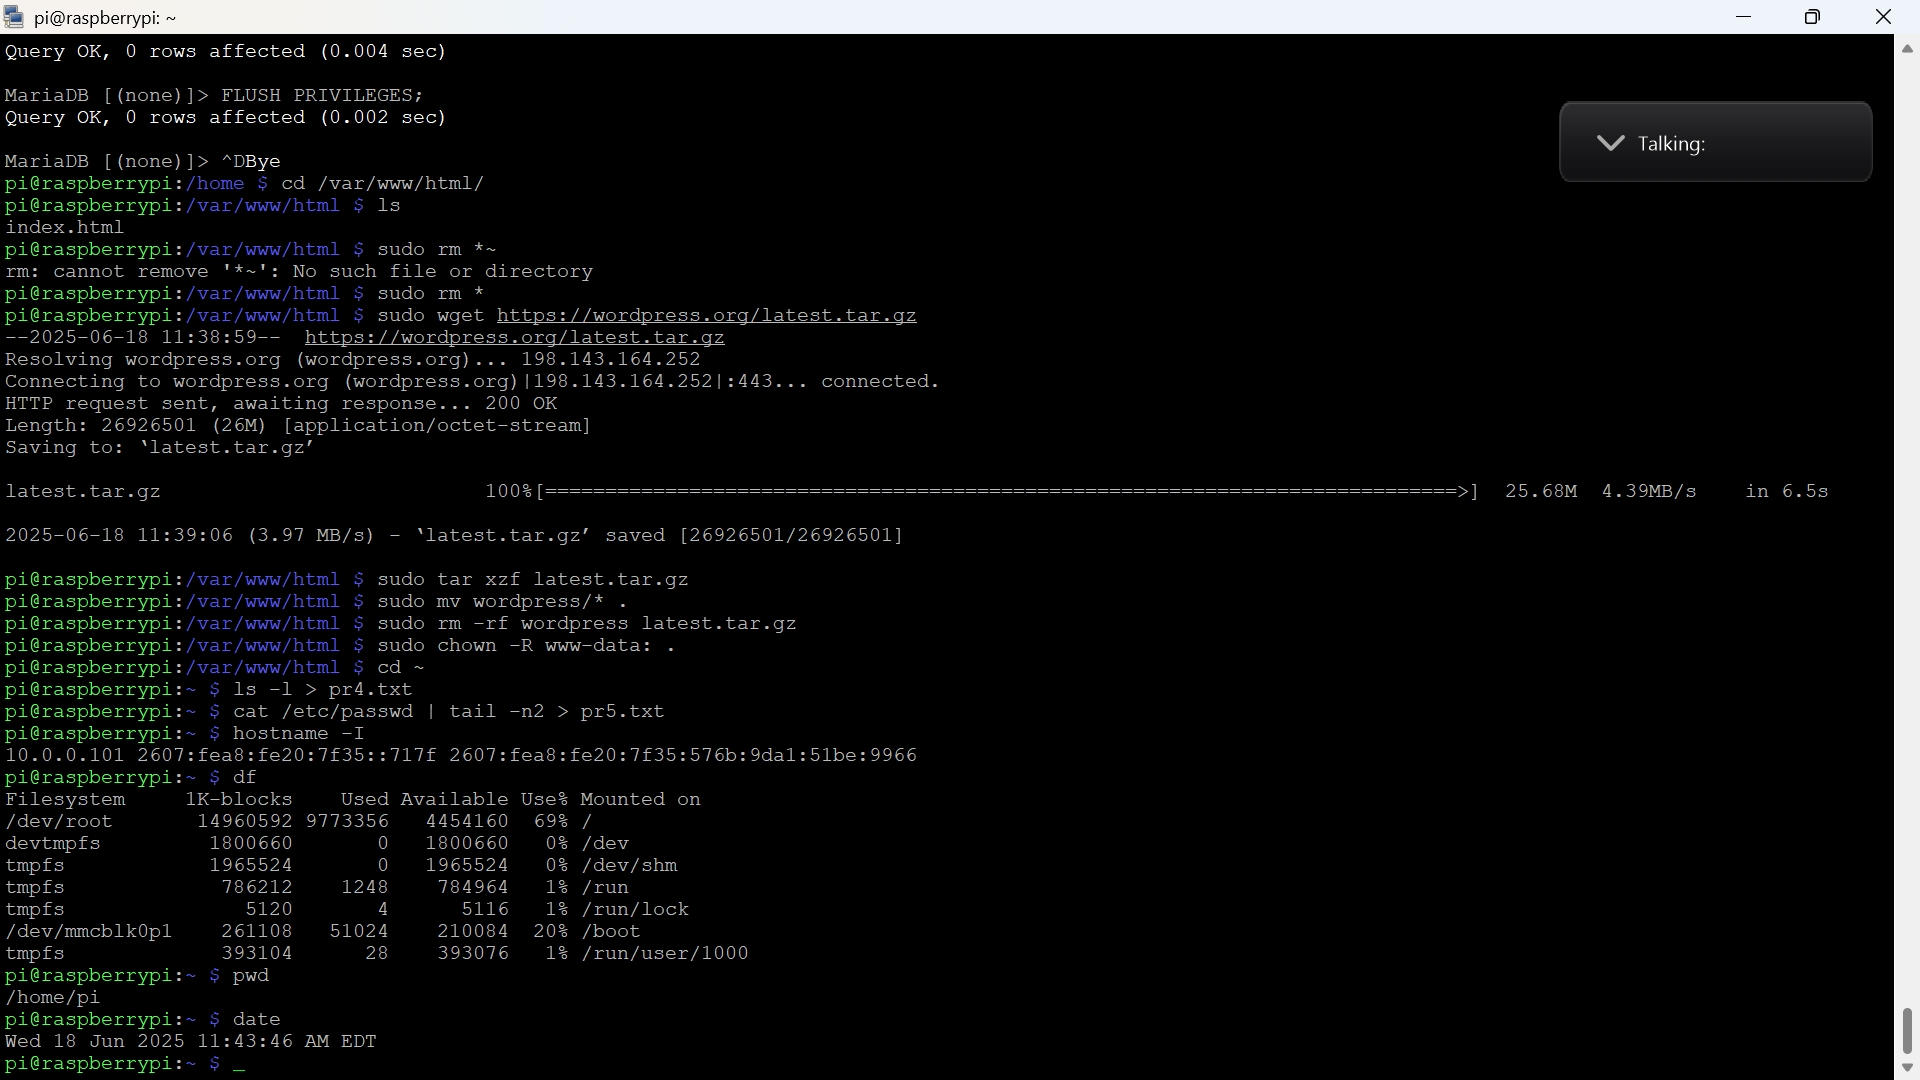 pi@raspberrypi: ~
Query OK, 0 rows affected (0.004 sec)
MariaDB [(none)]> FLUSH PRIVILEGES;
Query OK, 0 rows affected (0.002 sec)
Talking:
MariaDB [(none)]> ^DBye
pi@raspberrypi:/home $ cd /var/www/html/
pi@raspberrypi:/var/www/html $ ls
index.html
pi@raspberrypi:/var/www/html $ sudo rm *~
rm: cannot remove '*~': No such file or directory
pi@raspberrypi:/var/www/html $ sudo rm *
pi@raspberrypi:/var/www/html $ sudo wget https://wordpress.org/latest.tar.gz
--2025-06-18 11:38:59--  https://wordpress.org/latest.tar.gz
Resolving wordpress.org (wordpress.org)... 198.143.164.252
Connecting to wordpress.org (wordpress.org)|198.143.164.252|:443... connected.
HTTP request sent, awaiting response... 200 OK
Length: 26926501 (26M) [application/octet-stream]
Saving to: ‘latest.tar.gz’
latest.tar.gz                           100%[============================================================================>]  25.68M  4.39MB/s    in 6.5s
2025-06-18 11:39:06 (3.97 MB/s) - ‘latest.tar.gz’ saved [26926501/26926501]
pi@raspberrypi:/var/www/html $ sudo tar xzf latest.tar.gz
pi@raspberrypi:/var/www/html $ sudo mv wordpress/* .
pi@raspberrypi:/var/www/html $ sudo rm -rf wordpress latest.tar.gz
pi@raspberrypi:/var/www/html $ sudo chown -R www-data: .
pi@raspberrypi:/var/www/html $ cd ~
pi@raspberrypi:~ $ ls -l > pr4.txt
pi@raspberrypi:~ $ cat /etc/passwd | tail -n2 > pr5.txt
pi@raspberrypi:~ $ hostname -I
10.0.0.101 2607:fea8:fe20:7f35::717f 2607:fea8:fe20:7f35:576b:9da1:51be:9966
pi@raspberrypi:~ $ df
Filesystem     1K-blocks    Used Available Use% Mounted on
/dev/root       14960592 9773356   4454160  69% /
devtmpfs         1800660       0   1800660   0% /dev
tmpfs            1965524       0   1965524   0% /dev/shm
tmpfs             786212    1248    784964   1% /run
tmpfs               5120       4      5116   1% /run/lock
/dev/mmcblk0p1    261108   51024    210084  20% /boot
tmpfs             393104      28    393076   1% /run/user/1000
pi@raspberrypi:~ $ pwd
/home/pi
pi@raspberrypi:~ $ date
Wed 18 Jun 2025 11:43:46 AM EDT
pi@raspberrypi:~ $ _